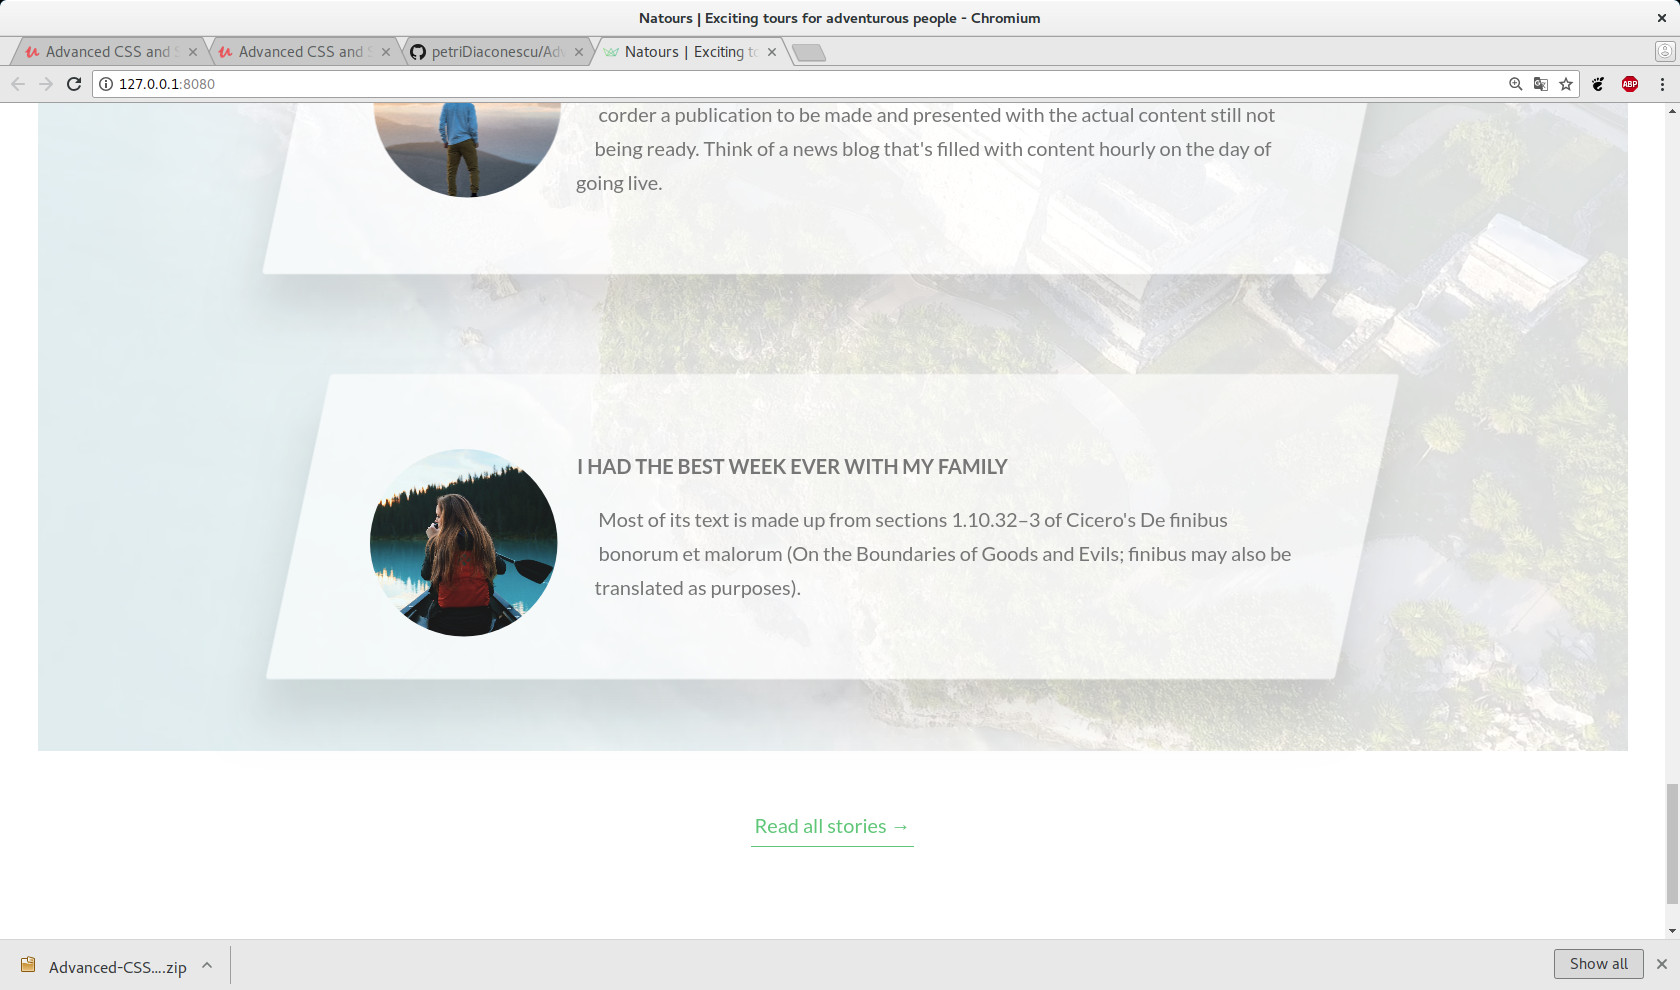 Natours | Exciting tours for adventurous people - Chromium
Advanced CSS and S
Advanced CSS and S
petriDiaconescu/Adv
Natours | Exciting to
127.0.0.1:8080
ABP
corder a publication to be made and presented with the actual content still not
being ready. Think of a news blog that's filled with content hourly on the day of
going live.
I HAD THE BEST WEEK EVER WITH MY FAMILY
Most of its text is made up from sections 1.10.32–3 of Cicero's De finibus
bonorum et malorum (On the Boundaries of Goods and Evils; finibus may also be
translated as purposes).
Read all stories →
Advanced-CSS....zip
Show all